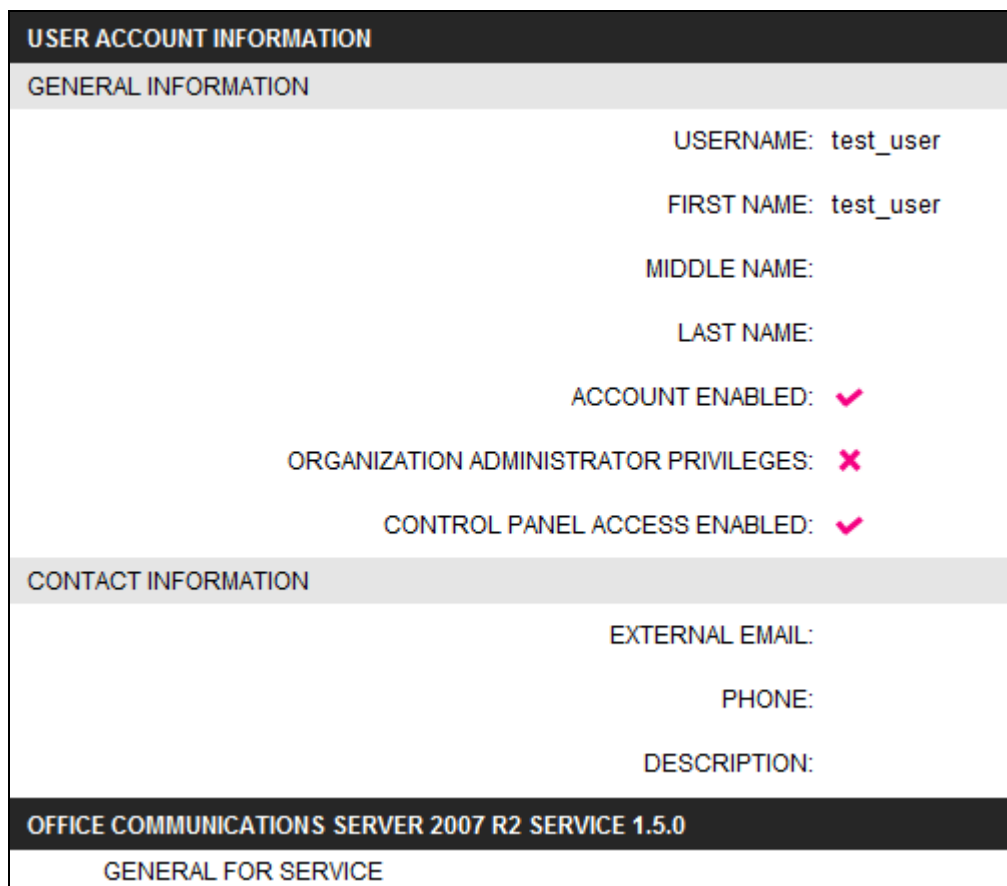 USER ACCOUNT INFORMATION
GENERAL INFORMATION
USERNAME: test_user
FIRST NAME: test_user
MIDDLE NAME:
LAST NAME:
ACCOUNT ENABLED:
ORGANIZATION ADMINISTRATOR PRIVILEGES:
CONTROL PANEL ACCESS ENABLED:
CONTACT INFORMATION
EXTERNAL EMAIL:
PHONE:
DESCRIPTION:
OFFICE COMMUNICATIONS SERVER 2007 R2 SERVICE 1.5.0
GENERAL FOR SERVICE